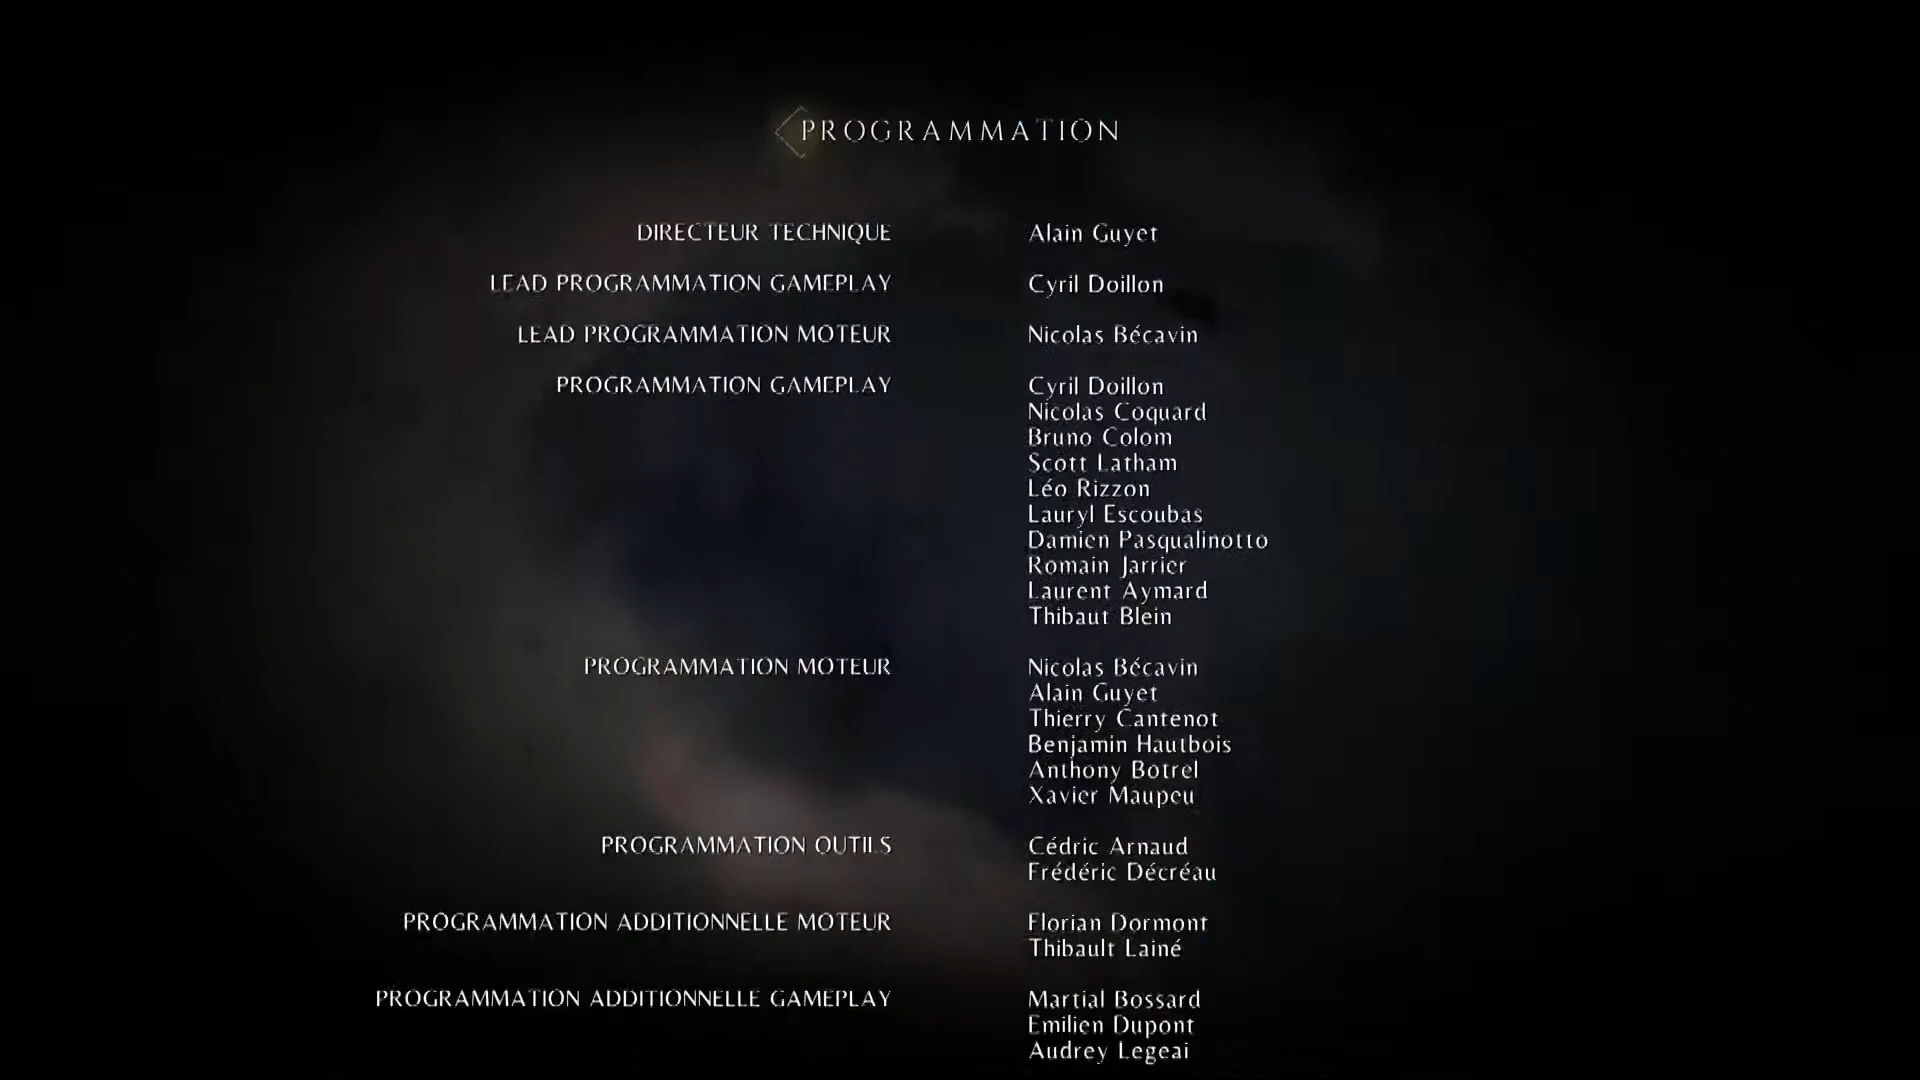 PROGRAMMATION
DIRECTEUR TECHNIQUE Alain Guyet
LEAD PROGRAMMATION GAMEPLAY Cyril Doillon
LEAD PROGRAMMATION MOTEUR Nicolas Bécavin
PROGRAMMATION GAMEPLAY Cyril Doillon
Nicolas Coquard
Bruno Colom
Scott Latham
Léo Rizzon
Lauryl Escoubas
Damien Pasqualinotto
Romain Jarrier
Laurent Aymard
Thibaut Blein
PROGRAMMATION MOTEUR Nicolas Bécavin
Alain Guyet
Thierry Cantenot
Benjamin Hautbois
Anthony Botrel
Xavier Maupeu
PROGRAMMATION OUTILS Cédric Arnaud
Frédéric Décréau
PROGRAMMATION ADDITIONNELLE MOTEUR Florian Dormont
Thibault Lainé
PROGRAMMATION ADDITIONNELLE GAMEPLAY Martial Bossard
Emilien Dupont
Audrey Legeai